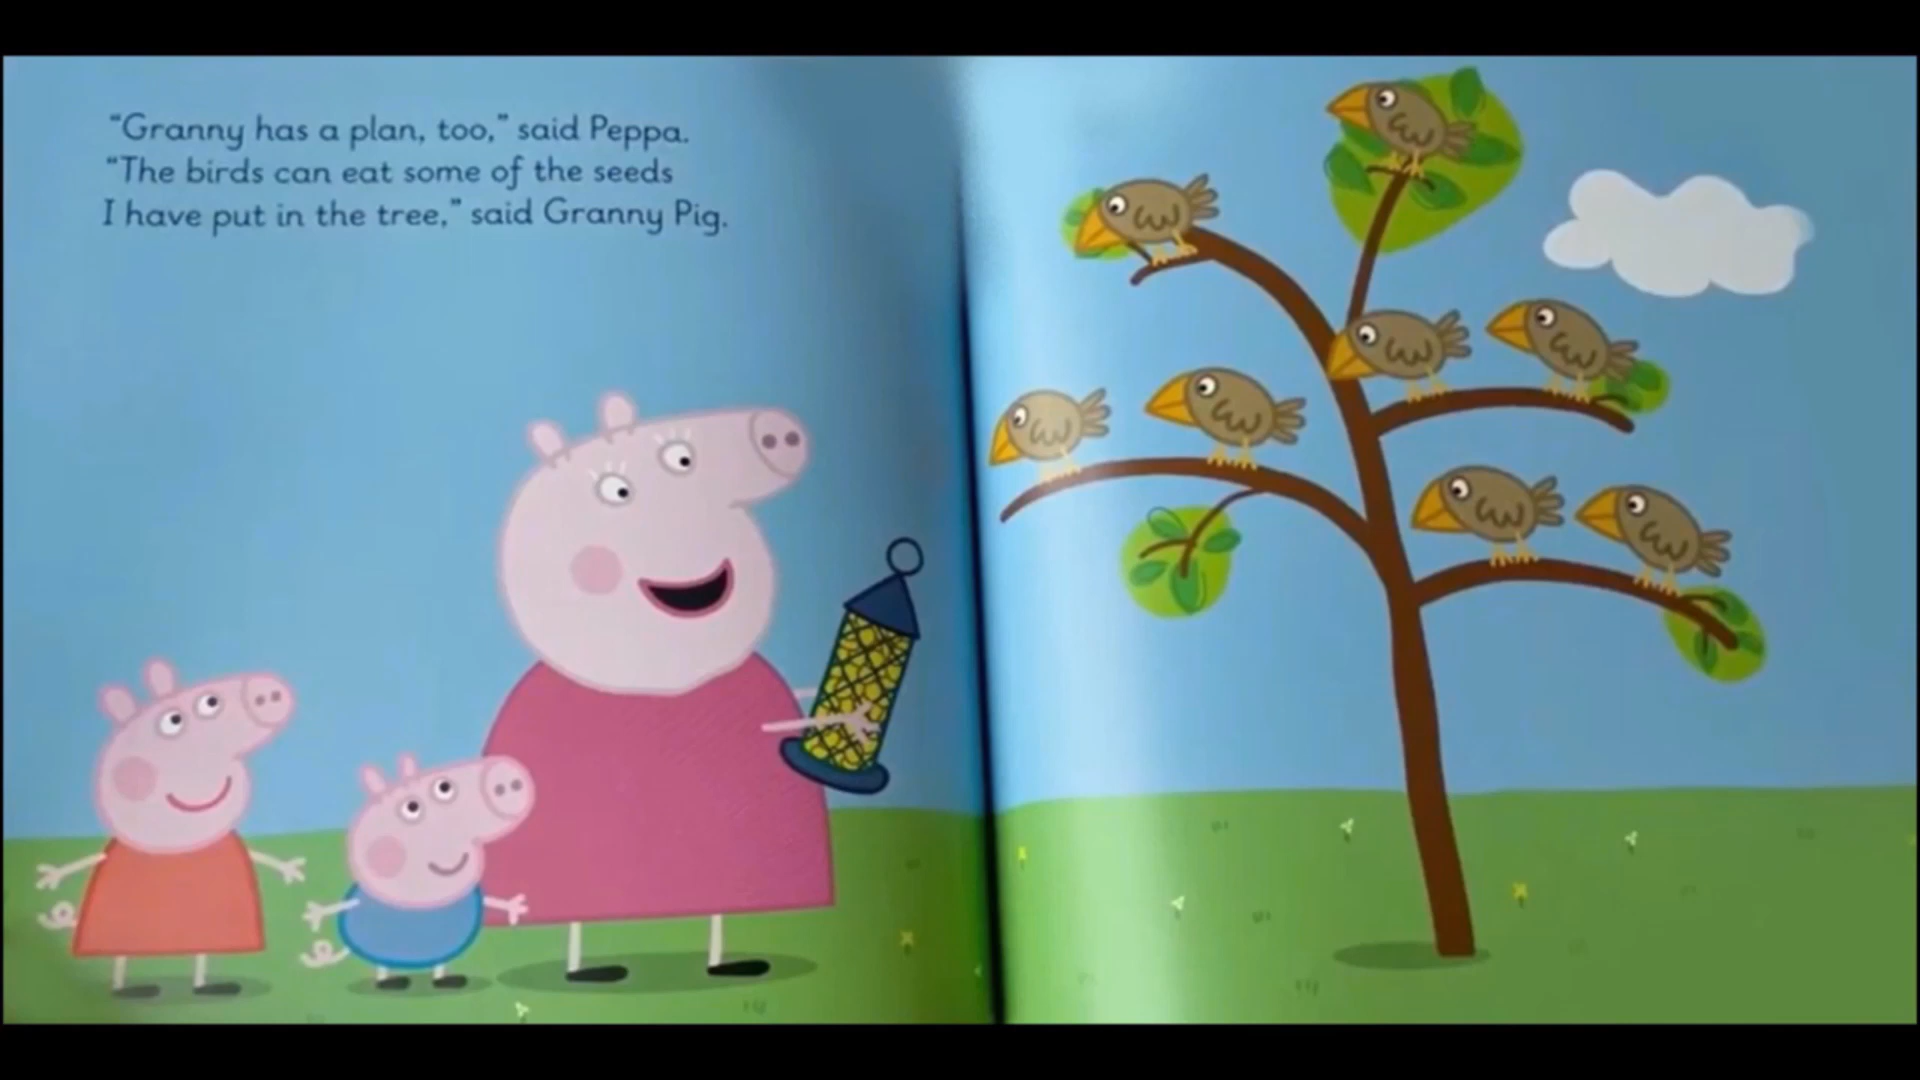 “Granny has a plan, too,” said Peppa.
“The birds can eat some of the seeds
I have put in the tree,” said Granny Pig.